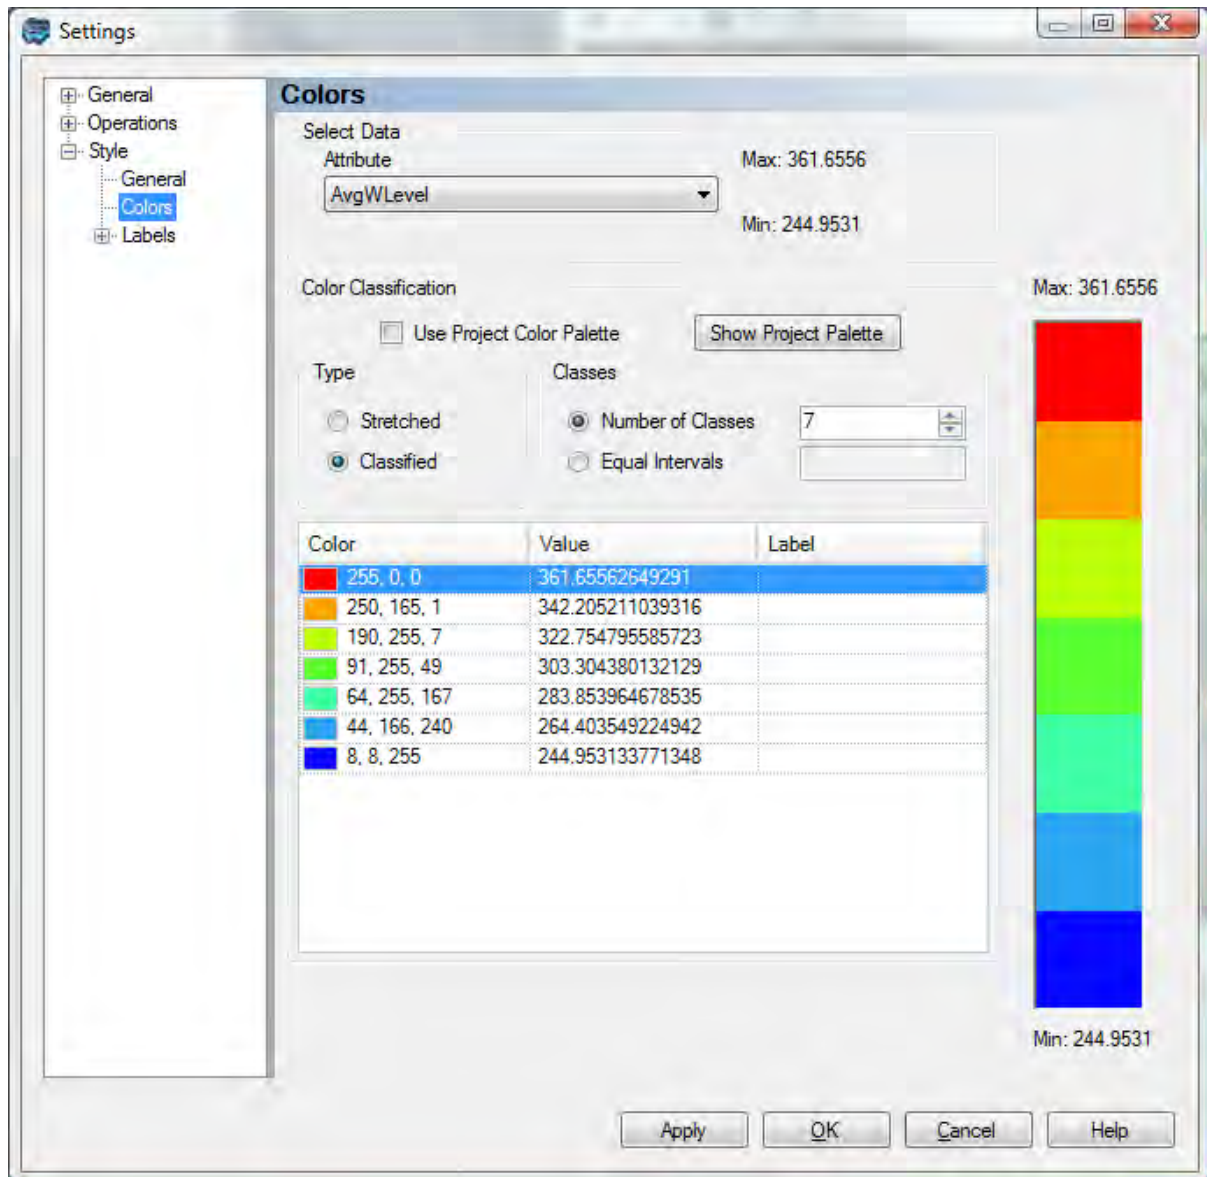 Settings
General
Operations
Style
General
Colors
Labels
Colors
Select Data
Attribute
Max: 361.6556
AvgWLevel
Min: 244.9531
Color Classification
Max: 361.6556
Use Project Color Palette
Show Project Palette
Type
Classes
Stretched
Number of Classes 7
Classified
Equal Intervals
Color Value Label
255, 0, 0 361.65562649291
250, 165, 1 342.205211039316
190, 255, 7 322.754795585723
91, 255, 49 303.304380132129
64, 255, 167 283.853964678535
44, 166, 240 264.403549224942
8, 8, 255 244.953133771348
Min: 244.9531
Apply OK Cancel Help